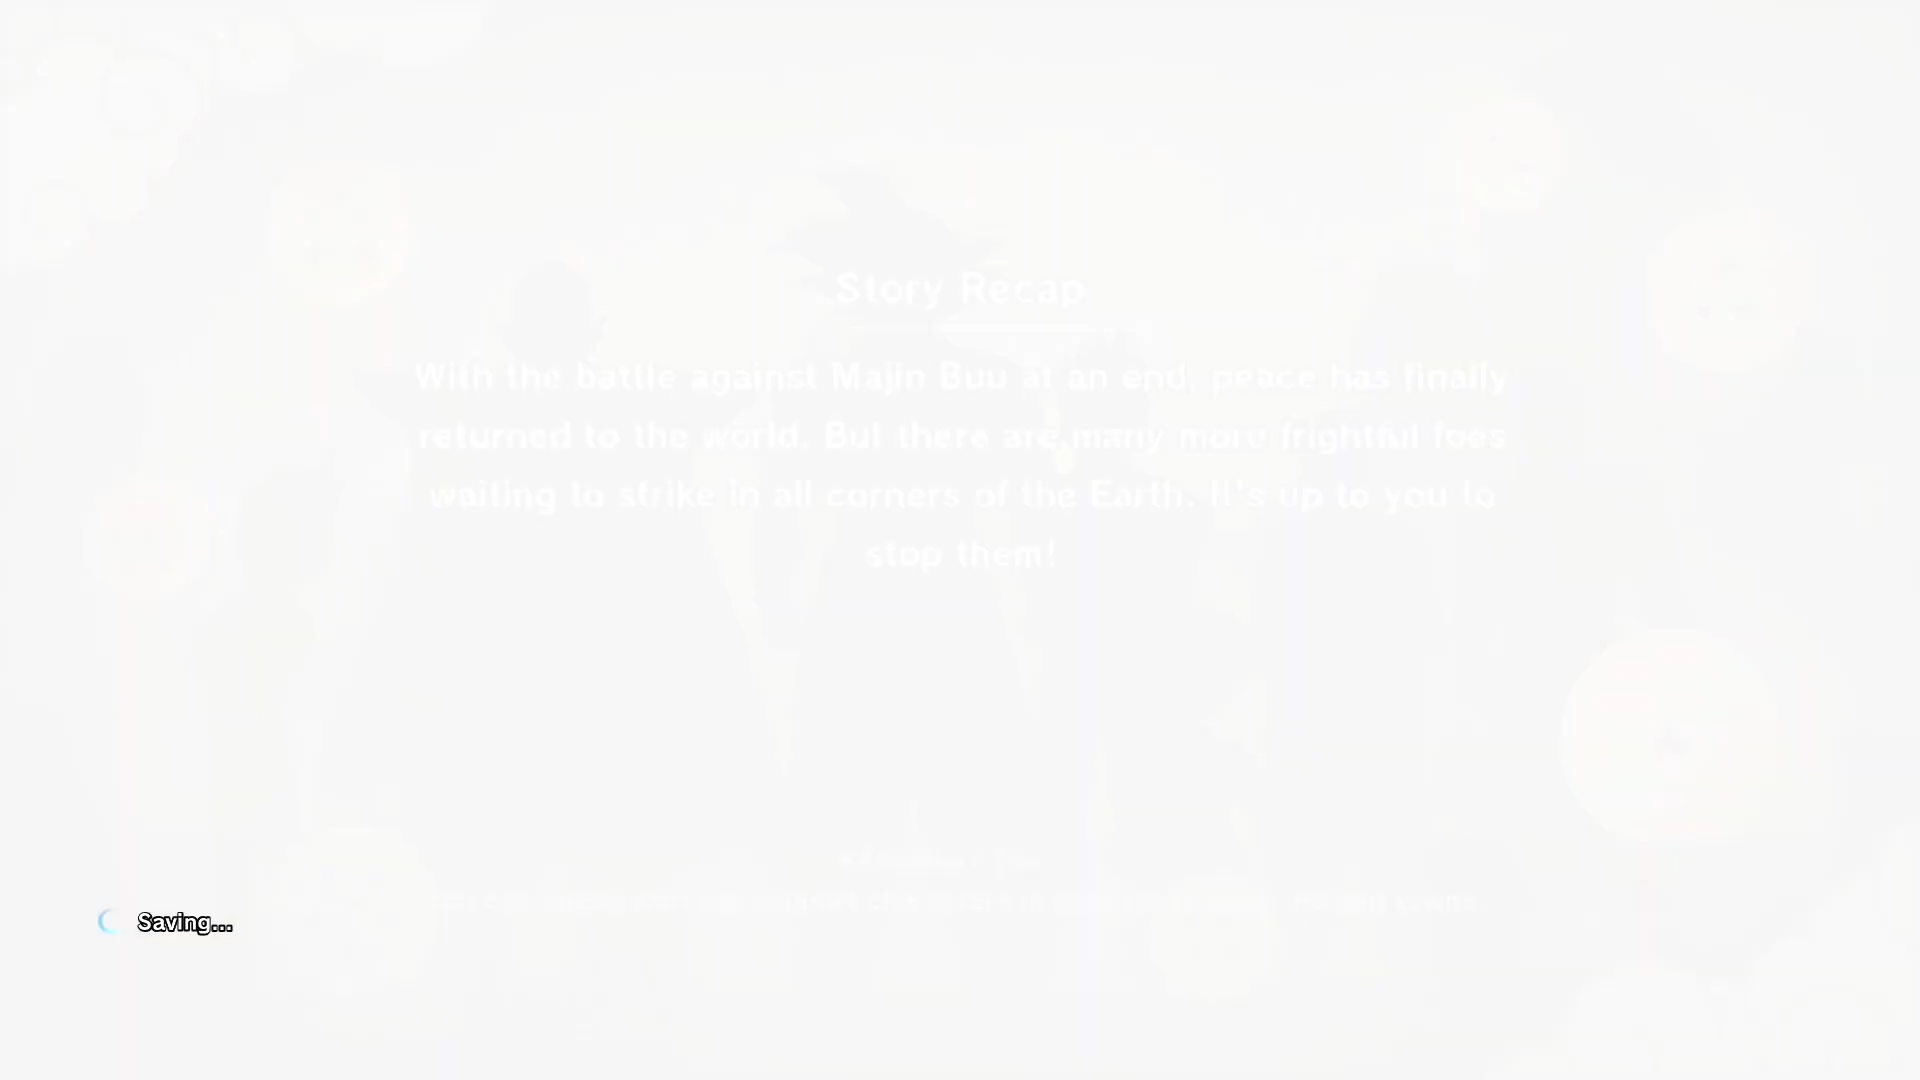 Story Recap
With the battle against Majin Buu at an end, peace has finally
returned to the world. But there are many more frightful foes
waiting to strike in all corners of the Earth. It's up to you to
stop them!
Saving...